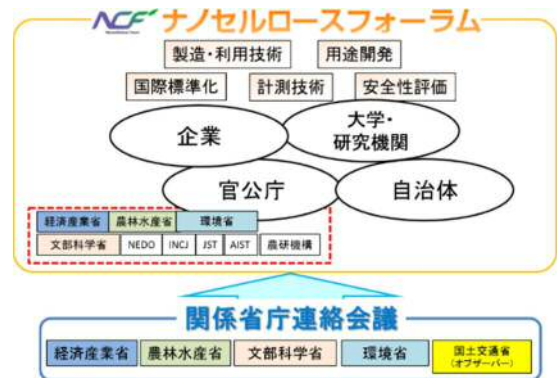 NCF ナノセルロースフォーラム
製造・利用技術 用途開発
国際標準化 計測技術 安全性評価
企業
大学・
研究機関
官公庁
自治体
経済産業省 農林水産省 環境省
文部科学省 NEDO INCJ JST AIST 農研機構
関係省庁連絡会議
経済産業省 農林水産省 文部科学省 環境省 国土交通省
(オブザーバー)